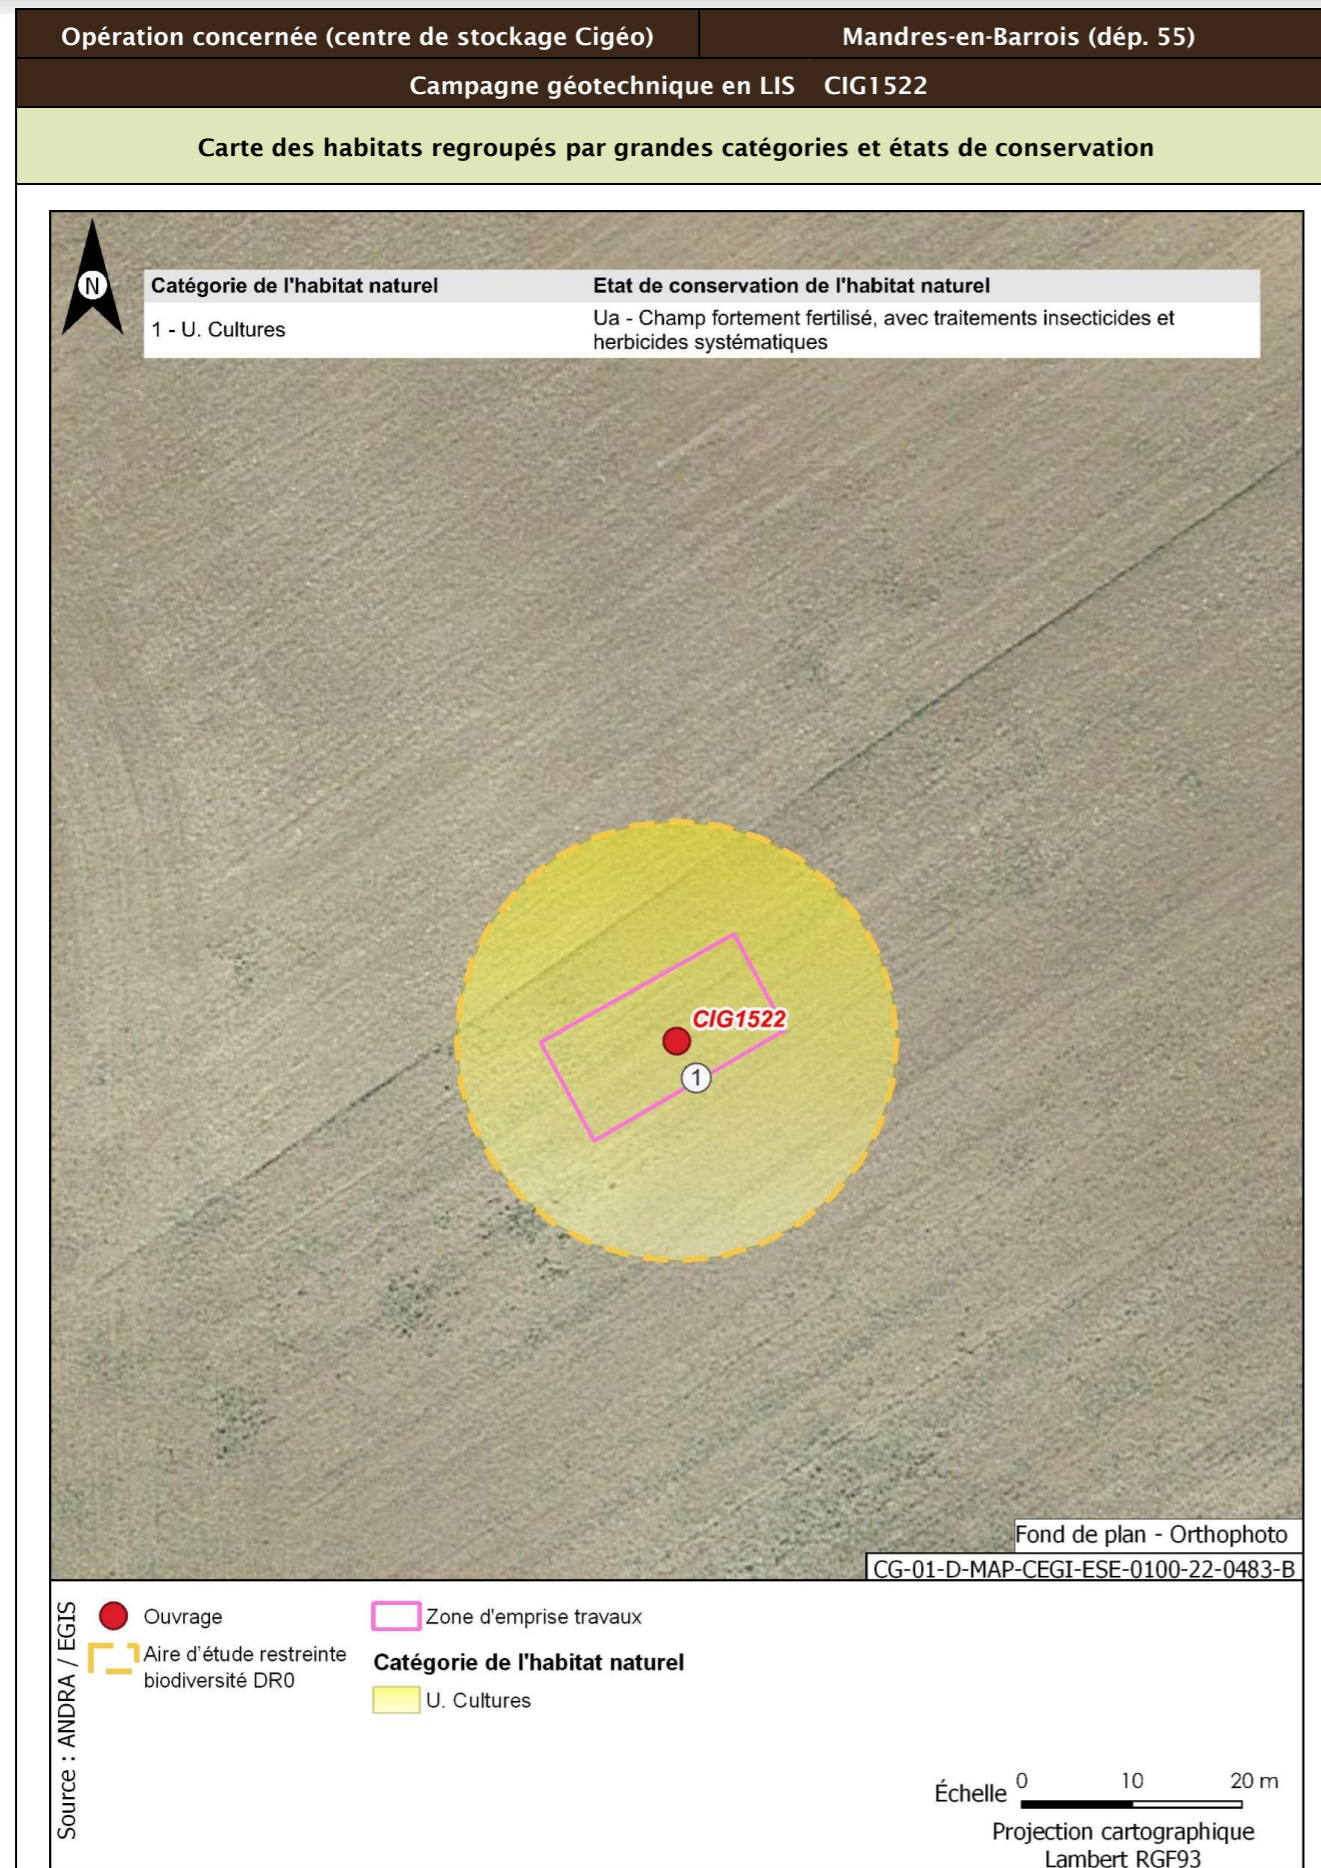 Opération concernée (centre de stockage Cigéo)
Mandres-en-Barrois (dép. 55)
Campagne géotechnique en LIS CIG1522
Carte des habitats regroupés par grandes catégories et états de conservation
N
Catégorie de l'habitat naturel
Etat de conservation de l'habitat naturel
1 - U. Cultures
Ua - Champ fortement fertilisé, avec traitements insecticides et
herbicides systématiques
CIG1522
1
Fond de plan - Orthophoto
CG-01-D-MAP-CEGI-ESE-0100-22-0483-B
Source : ANDRA / EGIS
Ouvrage
Aire d'étude restreinte
biodiversité DR0
Zone d'emprise travaux
Catégorie de l'habitat naturel
U. Cultures
Échelle 0 10 20 m
Projection cartographique
Lambert RGF93